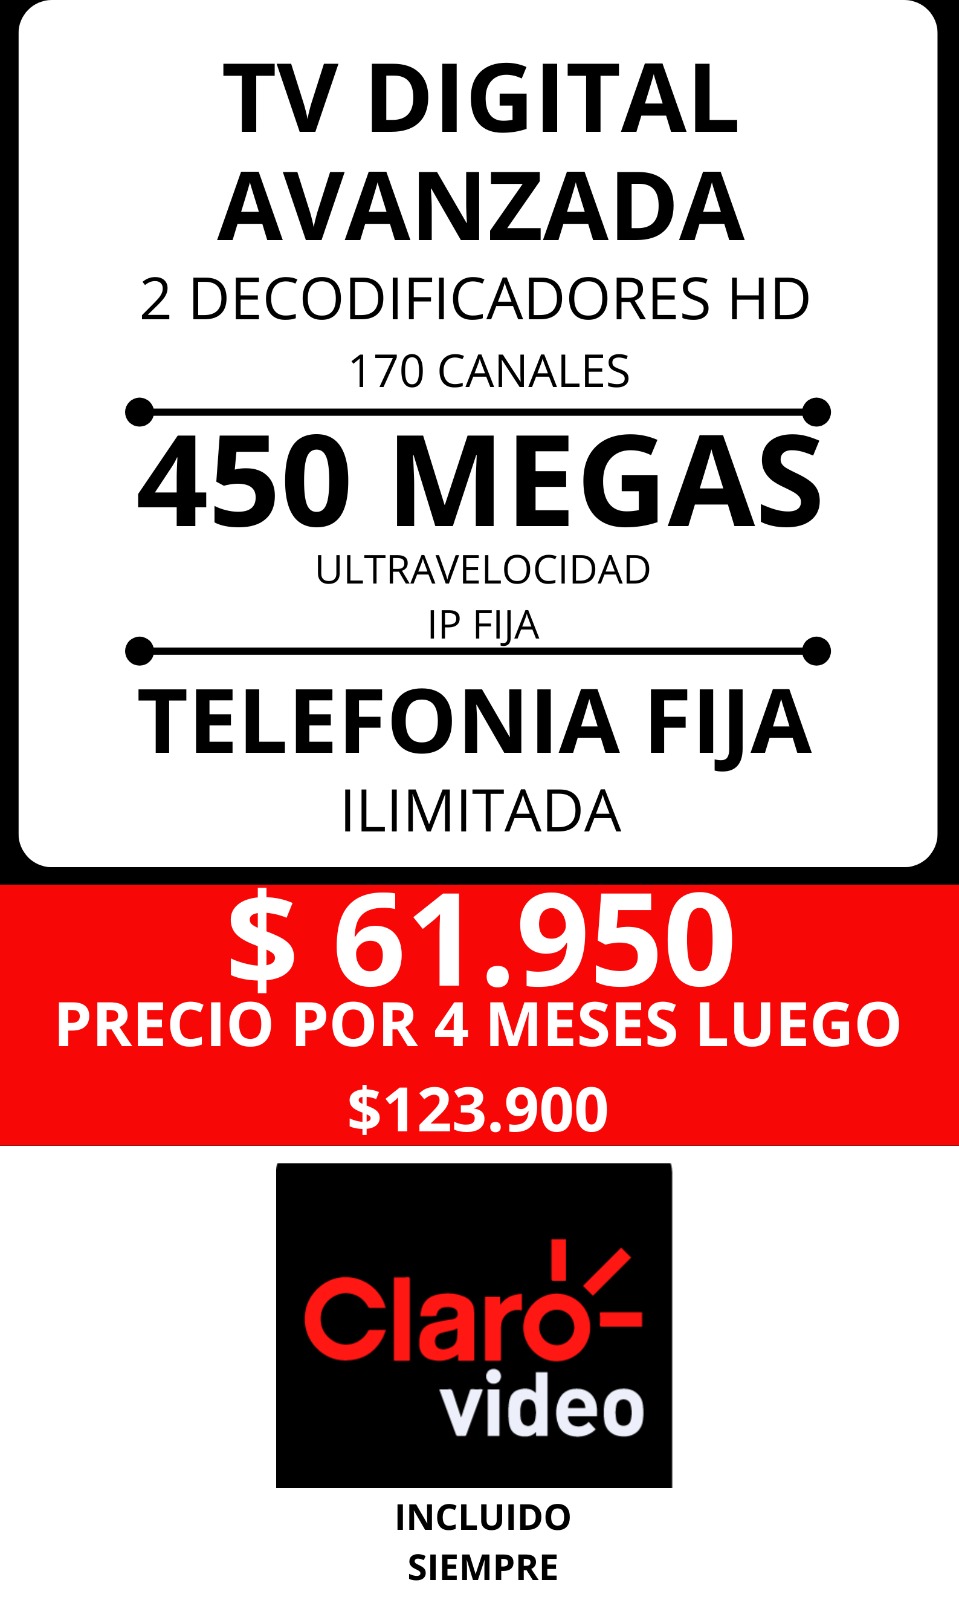 TV DIGITAL
AVANZADA
2 DECODIFICADORES HD
170 CANALES
450 MEGAS
ULTRAVELOCIDAD
IP FIJA
TELEFONIA FIJA
ILIMITADA
$ 61.950
PRECIO POR 4 MESES LUEGO
$123.900
Claro
video
INCLUIDO
SIEMPRE